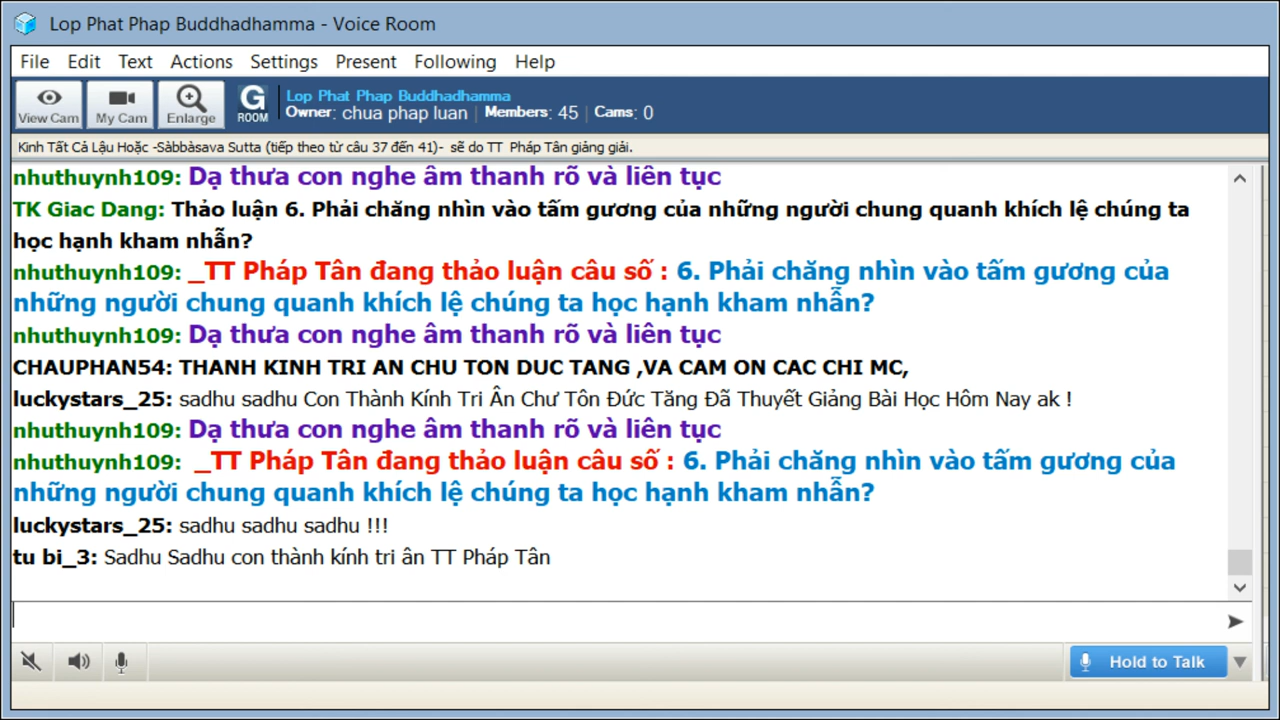 Lop Phat Phap Buddhadhamma - Voice Room
File Edit Text Actions Settings Present Following Help
View Cam My Cam Enlarge G ROOM Lop Phat Phap Buddhadhamma
Owner: chua phap luan | Members: 45 | Cams: 0
Kinh Tất Cả Lậu Hoặc -Sàbbàsava Sutta (tiếp theo từ câu 37 đến 41)- sẽ do TT Pháp Tân giảng giải.
nhuthuynh109: Dạ thưa con nghe âm thanh rõ và liên tục
TK Giac Dang: Thảo luận 6. Phải chăng nhìn vào tấm gương của những người chung quanh khích lệ chúng ta
học hạnh kham nhẫn?
nhuthuynh109: _TT Pháp Tân đang thảo luận câu số : 6. Phải chăng nhìn vào tấm gương của
những người chung quanh khích lệ chúng ta học hạnh kham nhẫn?
nhuthuynh109: Dạ thưa con nghe âm thanh rõ và liên tục
CHAUPHAN54: THANH KINH TRI AN CHU TON DUC TANG ,VA CAM ON CAC CHI MC,
luckystars_25: sadhu sadhu Con Thành Kính Tri Ân Chư Tôn Đức Tăng Đã Thuyết Giảng Bài Học Hôm Nay ak !
nhuthuynh109: Dạ thưa con nghe âm thanh rõ và liên tục
nhuthuynh109: _TT Pháp Tân đang thảo luận câu số : 6. Phải chăng nhìn vào tấm gương của
những người chung quanh khích lệ chúng ta học hạnh kham nhẫn?
luckystars_25: sadhu sadhu sadhu !!!
tu bi_3: Sadhu Sadhu con thành kính tri ân TT Pháp Tân
Hold to Talk